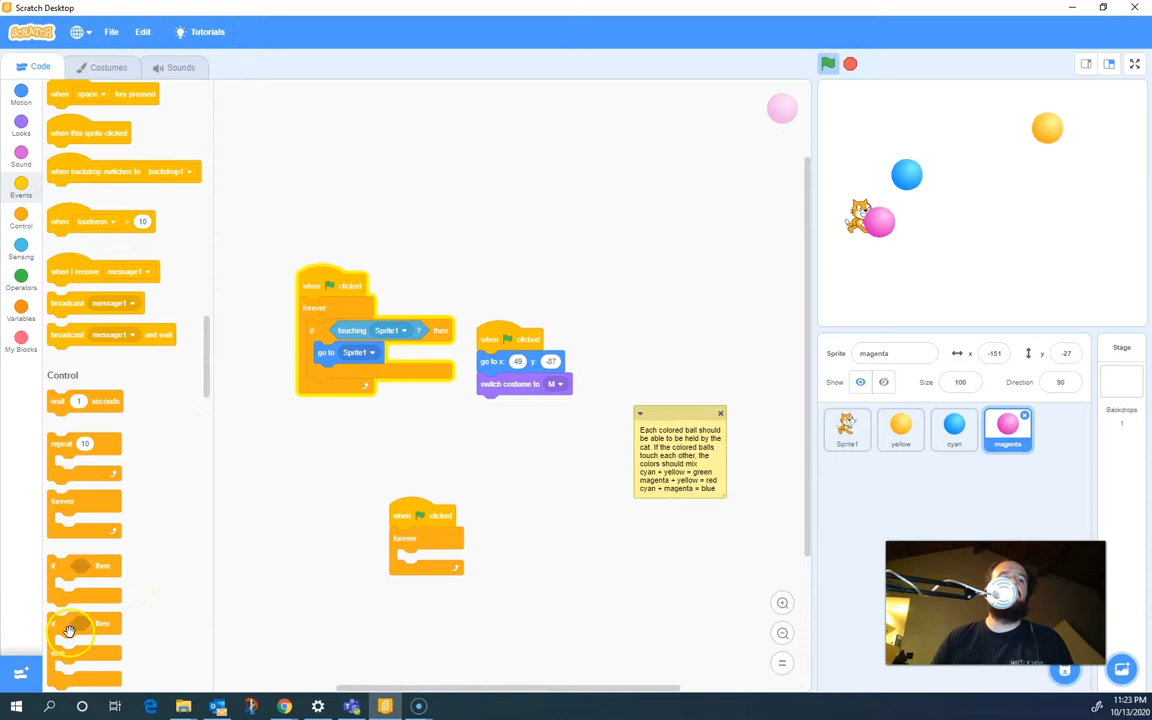 Scratch Desktop
SCRATCH
File
Edit
Tutorials
Code
Costumes
Sounds
Motion
Looks
Sound
Events
Control
Sensing
Operators
Variables
My Blocks
when space key pressed
when this sprite clicked
when backdrop switches to backdrop1
when loudness > 10
when I receive message1
broadcast message1
broadcast message1 and wait
Control
wait 1 seconds
repeat 10
forever
if then
if then
else
when clicked
forever
if touching Sprite1 ? then
go to Sprite1
when clicked
go to x: 49 y: -87
switch costume to M
when clicked
forever
Each colored ball should
be able to be held by the
cat. If the colored balls
touch each other, the
colors should mix
cyan + yellow = green
magenta + yellow = red
cyan + magenta = blue
Sprite
magenta
x
-151
y
-27
Show
Size
100
Direction
90
Sprite1
yellow
cyan
magenta
Stage
Backdrops
1
11:23 PM
10/13/2020